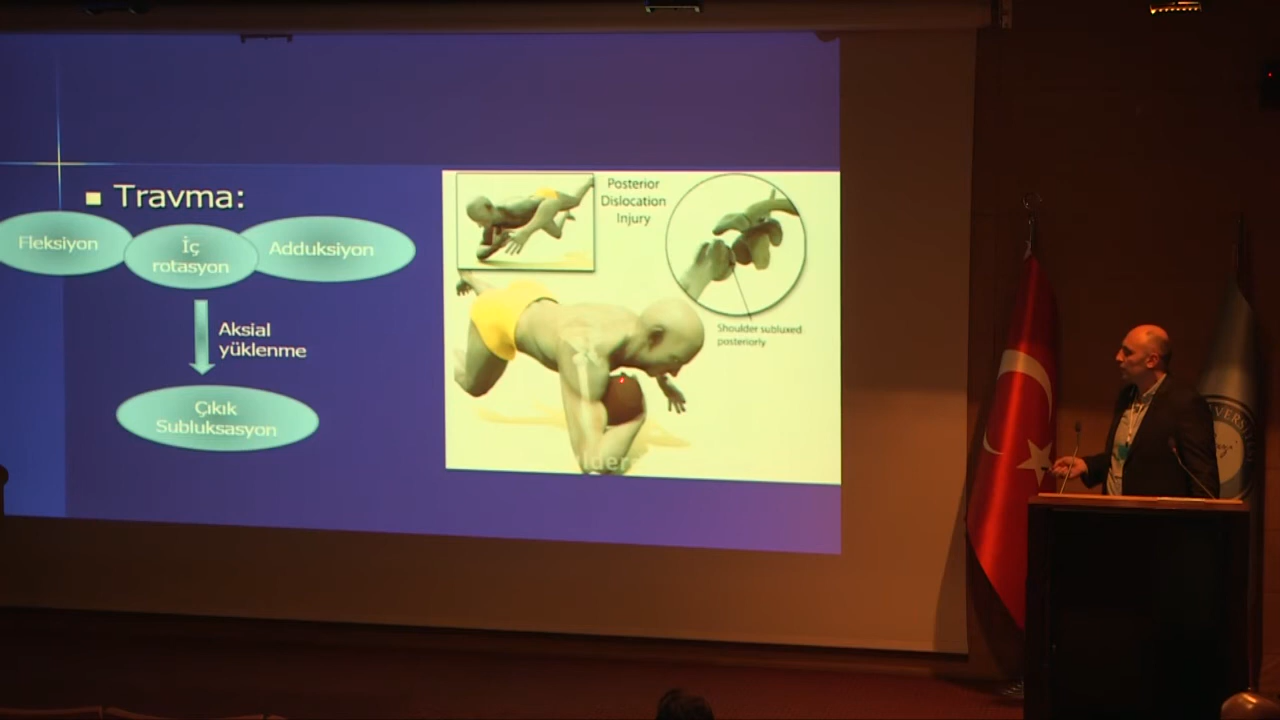 Travma:
Fleksiyon
İç
rotasyon
Adduksiyon
Aksial
yüklenme
Çıkık
Subluksasyon
Posterior
Dislocation
Injury
Shoulder subluxed
posteriorly